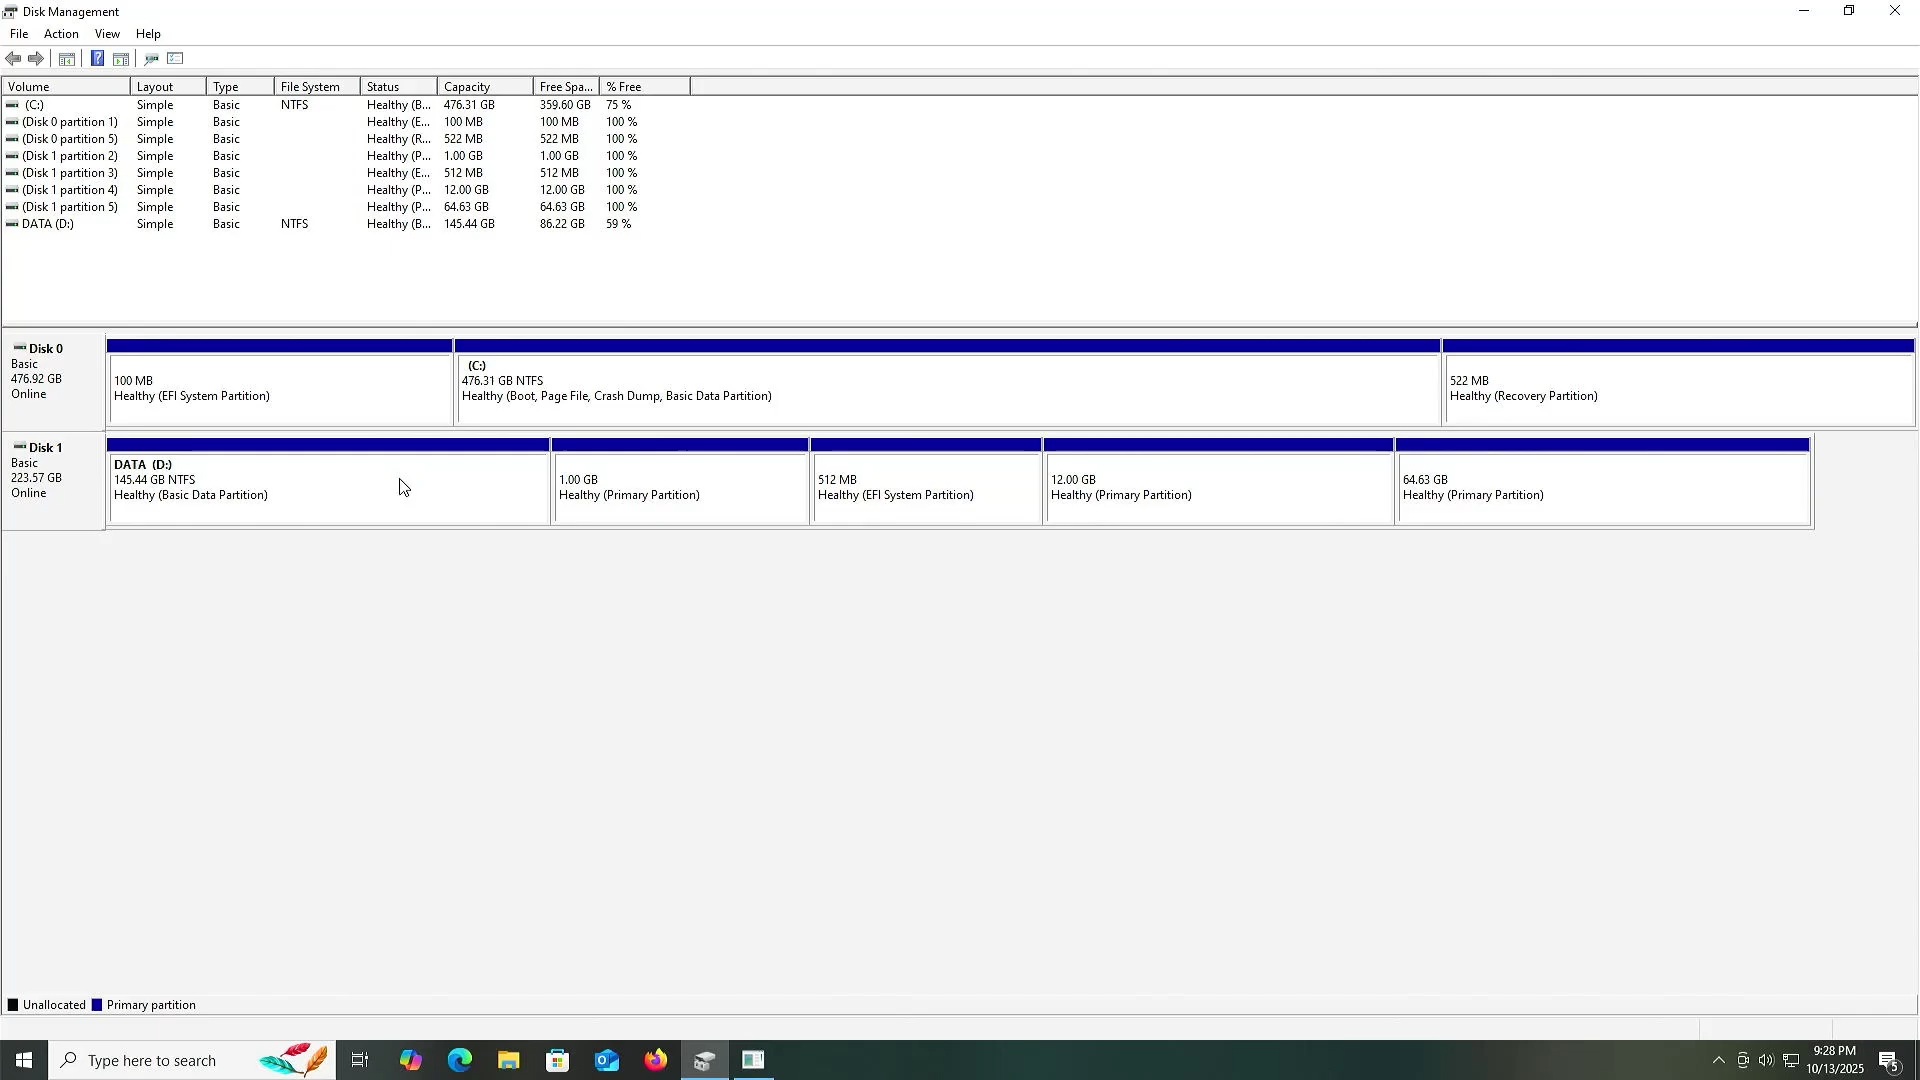 Disk Management
File Action View Help
Volume Layout Type File System Status Capacity Free Spa... % Free
(C:) Simple Basic NTFS Healthy (B... 476.31 GB 359.60 GB 75 %
(Disk 0 partition 1) Simple Basic Healthy (E... 100 MB 100 MB 100 %
(Disk 0 partition 5) Simple Basic Healthy (R... 522 MB 522 MB 100 %
(Disk 1 partition 2) Simple Basic Healthy (P... 1.00 GB 1.00 GB 100 %
(Disk 1 partition 3) Simple Basic Healthy (E... 512 MB 512 MB 100 %
(Disk 1 partition 4) Simple Basic Healthy (P... 12.00 GB 12.00 GB 100 %
(Disk 1 partition 5) Simple Basic Healthy (P... 64.63 GB 64.63 GB 100 %
DATA (D:) Simple Basic NTFS Healthy (B... 145.44 GB 86.22 GB 59 %
Disk 0
Basic
476.92 GB
Online
100 MB
Healthy (EFI System Partition)
(C:)
476.31 GB NTFS
Healthy (Boot, Page File, Crash Dump, Basic Data Partition)
522 MB
Healthy (Recovery Partition)
Disk 1
Basic
223.57 GB
Online
DATA (D:)
145.44 GB NTFS
Healthy (Basic Data Partition)
1.00 GB
Healthy (Primary Partition)
512 MB
Healthy (EFI System Partition)
12.00 GB
Healthy (Primary Partition)
64.63 GB
Healthy (Primary Partition)
Unallocated Primary partition
Type here to search
9:28 PM
10/13/2025
5